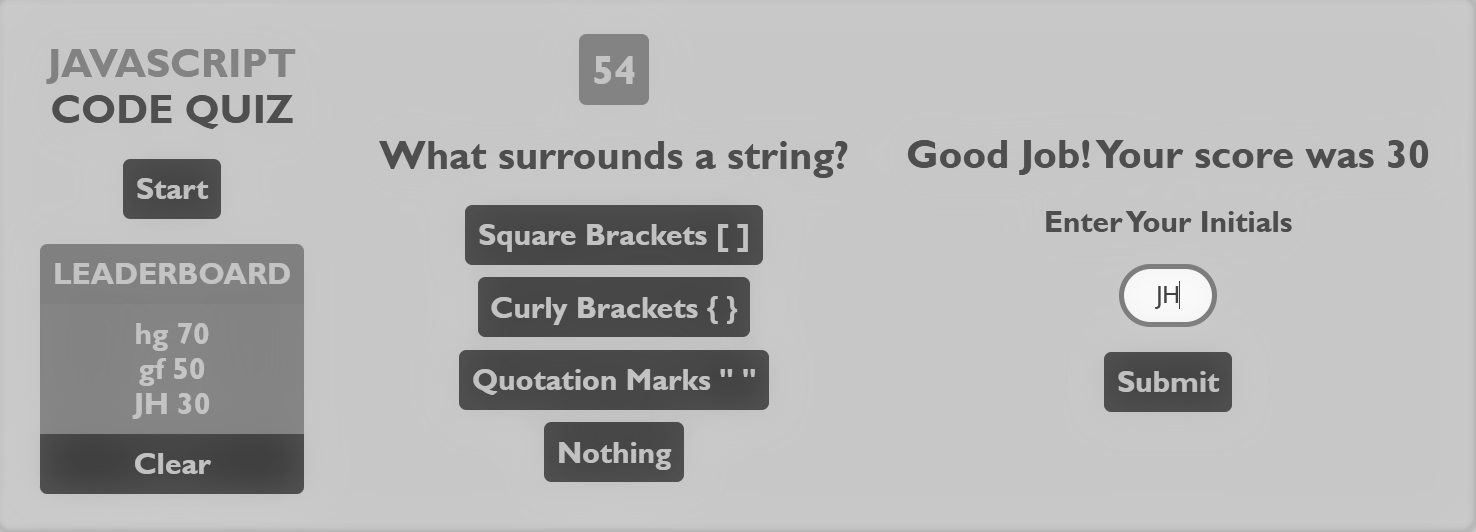 JAVASCRIPT
CODE QUIZ
Start
LEADERBOARD
hg 70
gf 50
JH 30
Clear
54
What surrounds a string?
Square Brackets [ ]
Curly Brackets { }
Quotation Marks " "
Nothing
Good Job! Your score was 30
Enter Your Initials
JH
Submit